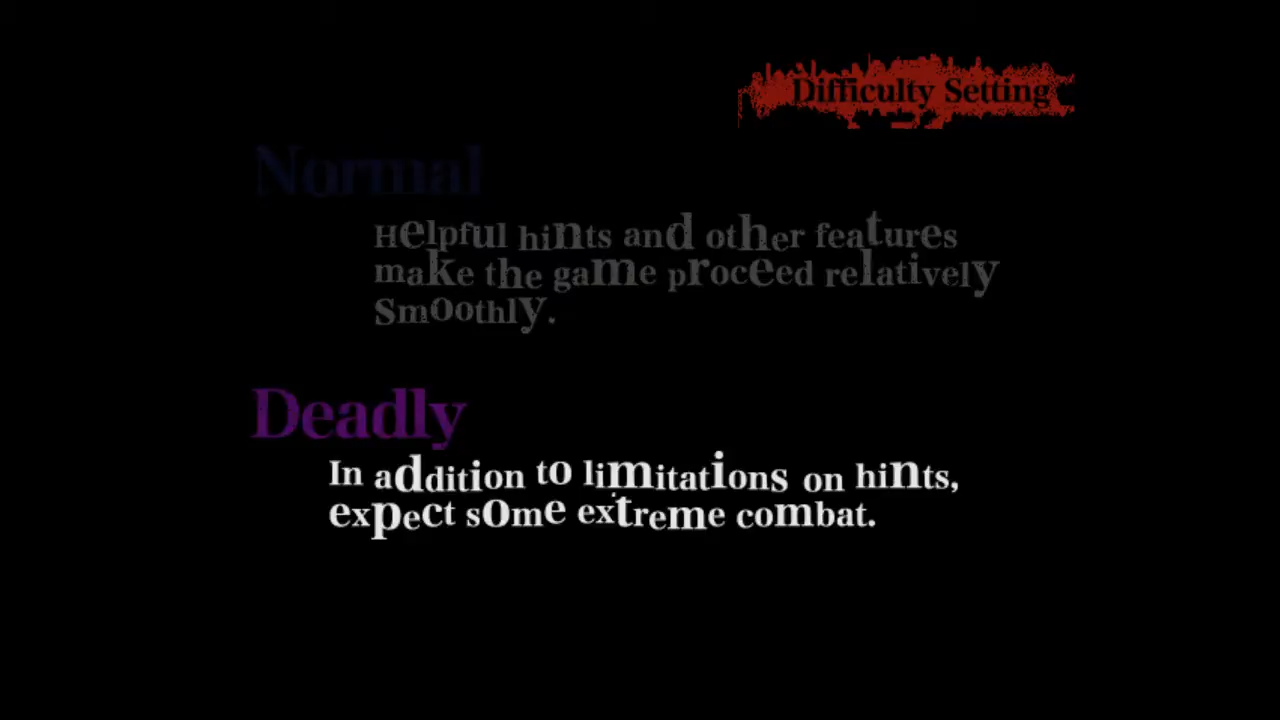 Difficulty Setting
Normal
Helpful hints and other features
make the game proceed relatively
smoothly.
Deadly
In addition to limitations on hints,
expect some extreme combat.